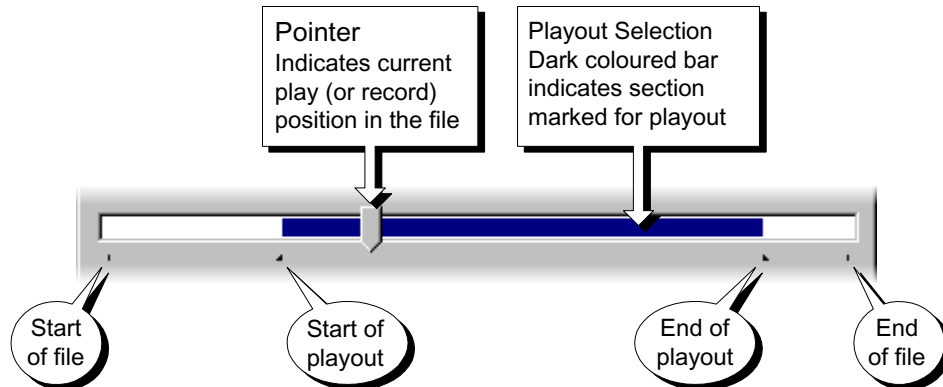 Pointer
Indicates current
play (or record)
position in the file
Playout Selection
Dark coloured bar
indicates section
marked for playout
Start
of file
Start of
playout
End of
playout
End
of file